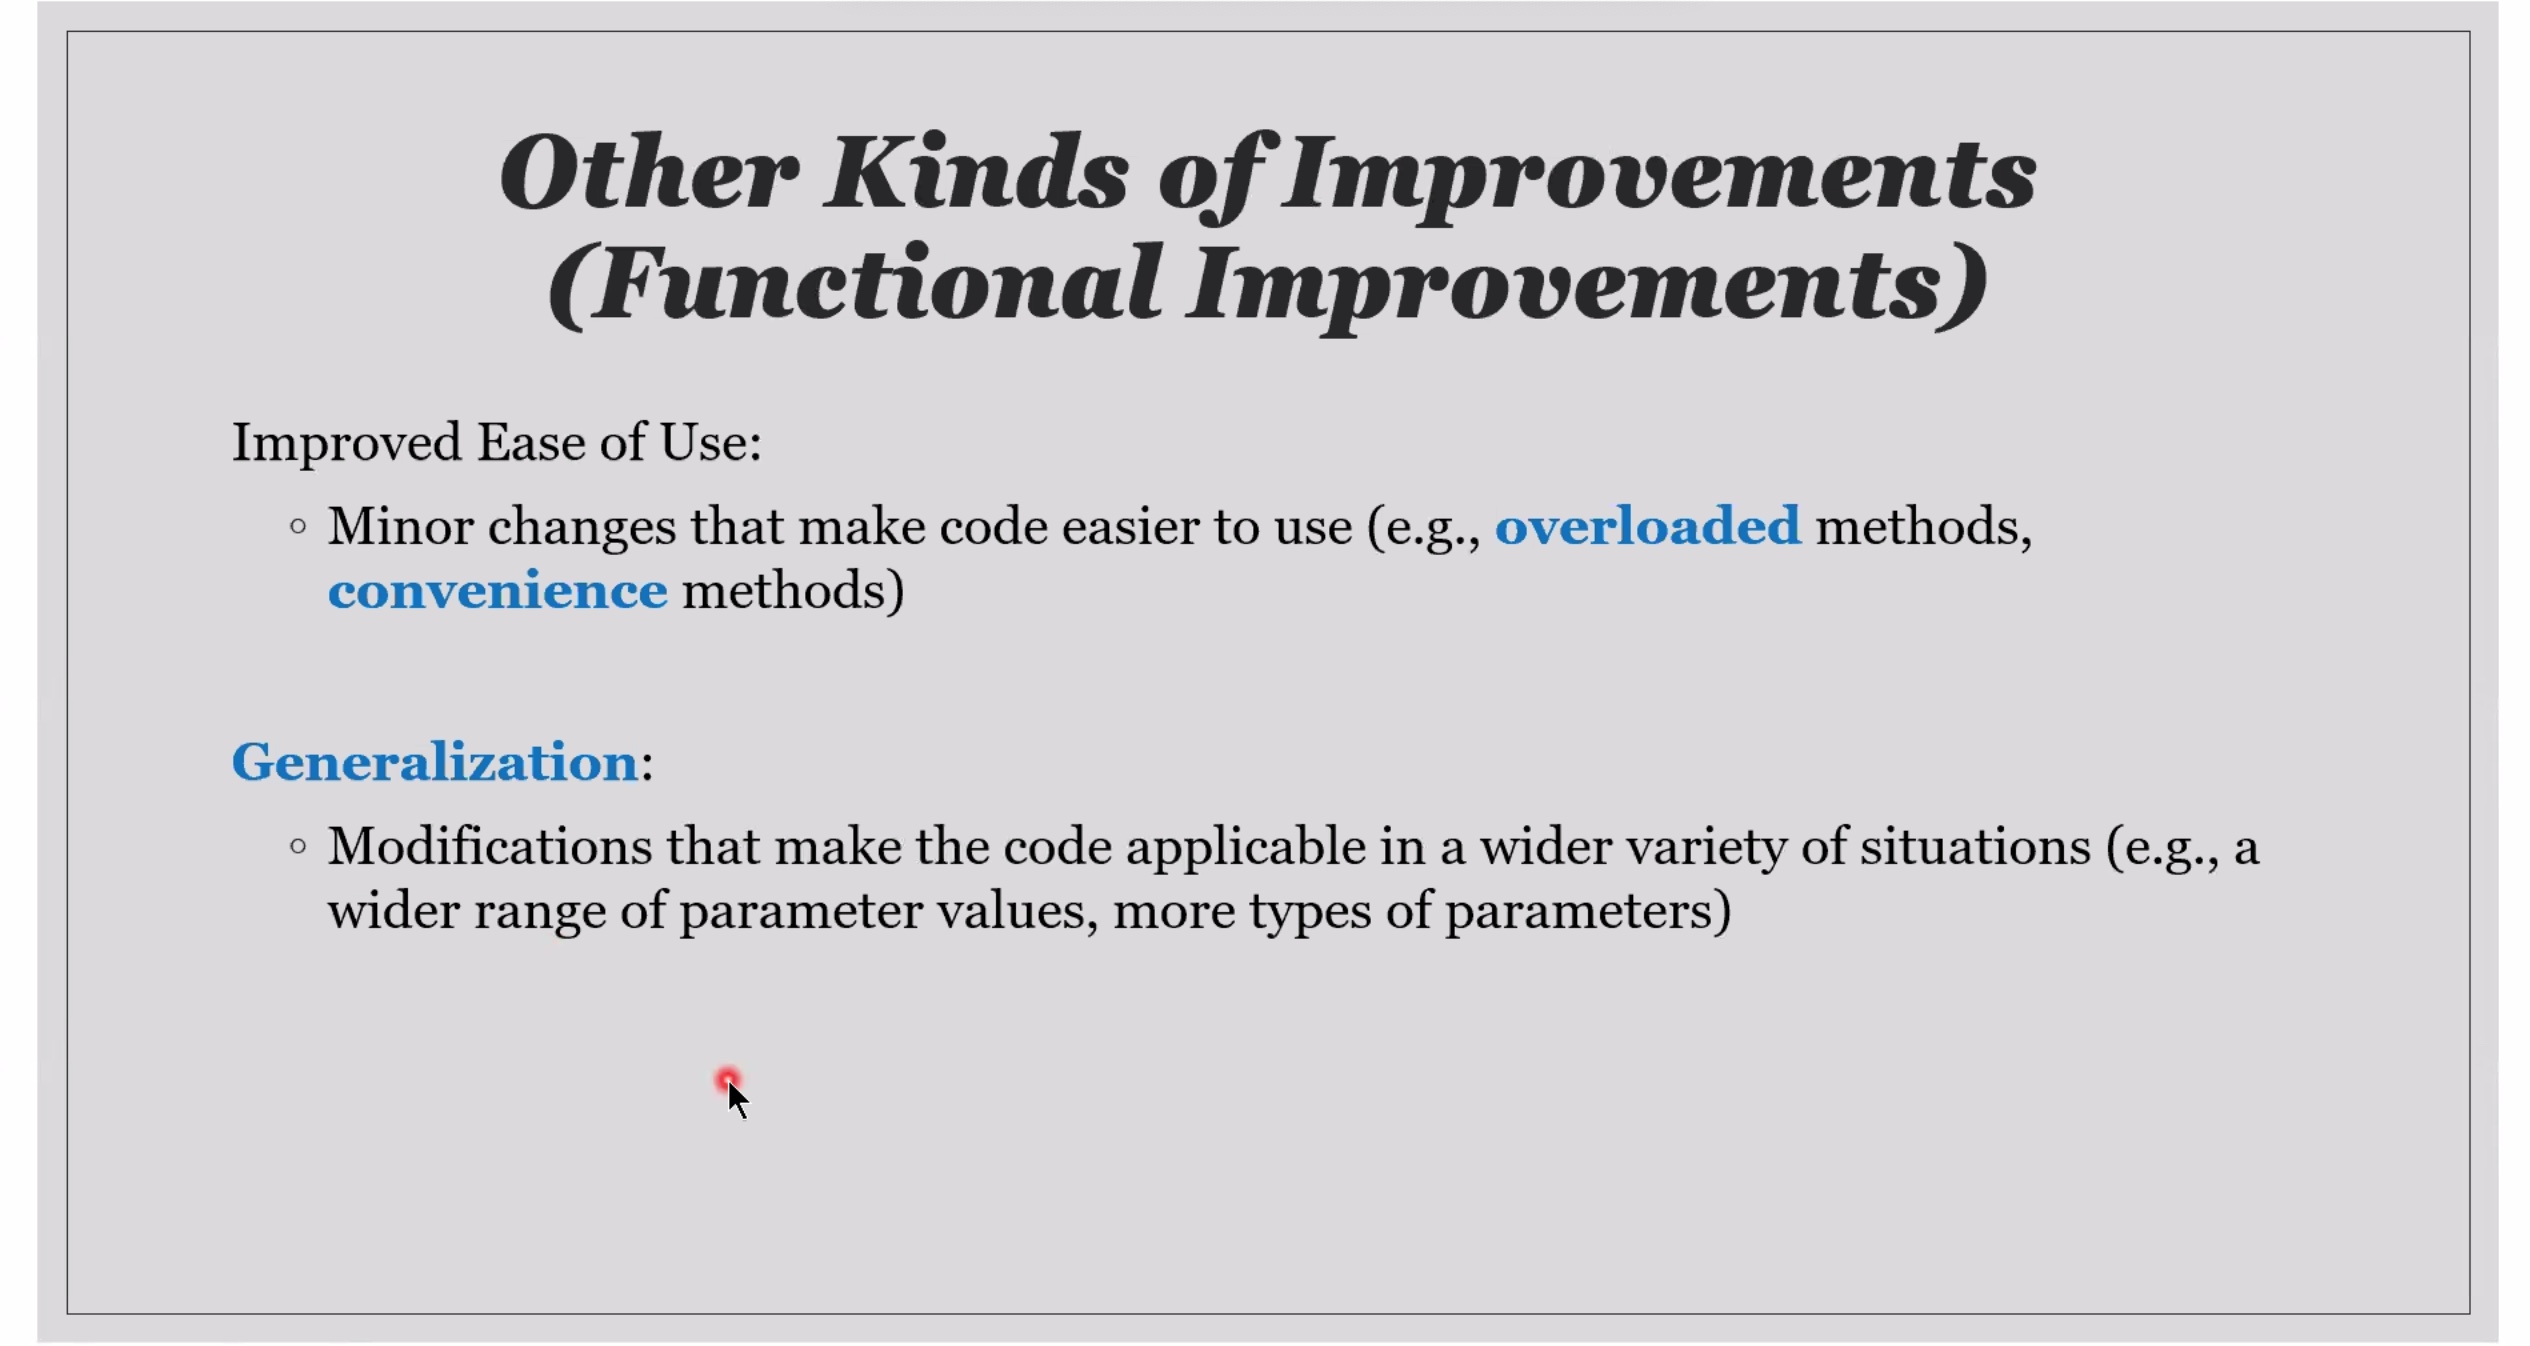 Other Kinds of Improvements
(Functional Improvements)
Improved Ease of Use:
◦ Minor changes that make code easier to use (e.g., overloaded methods,
convenience methods)
Generalization:
◦ Modifications that make the code applicable in a wider variety of situations (e.g., a
wider range of parameter values, more types of parameters)